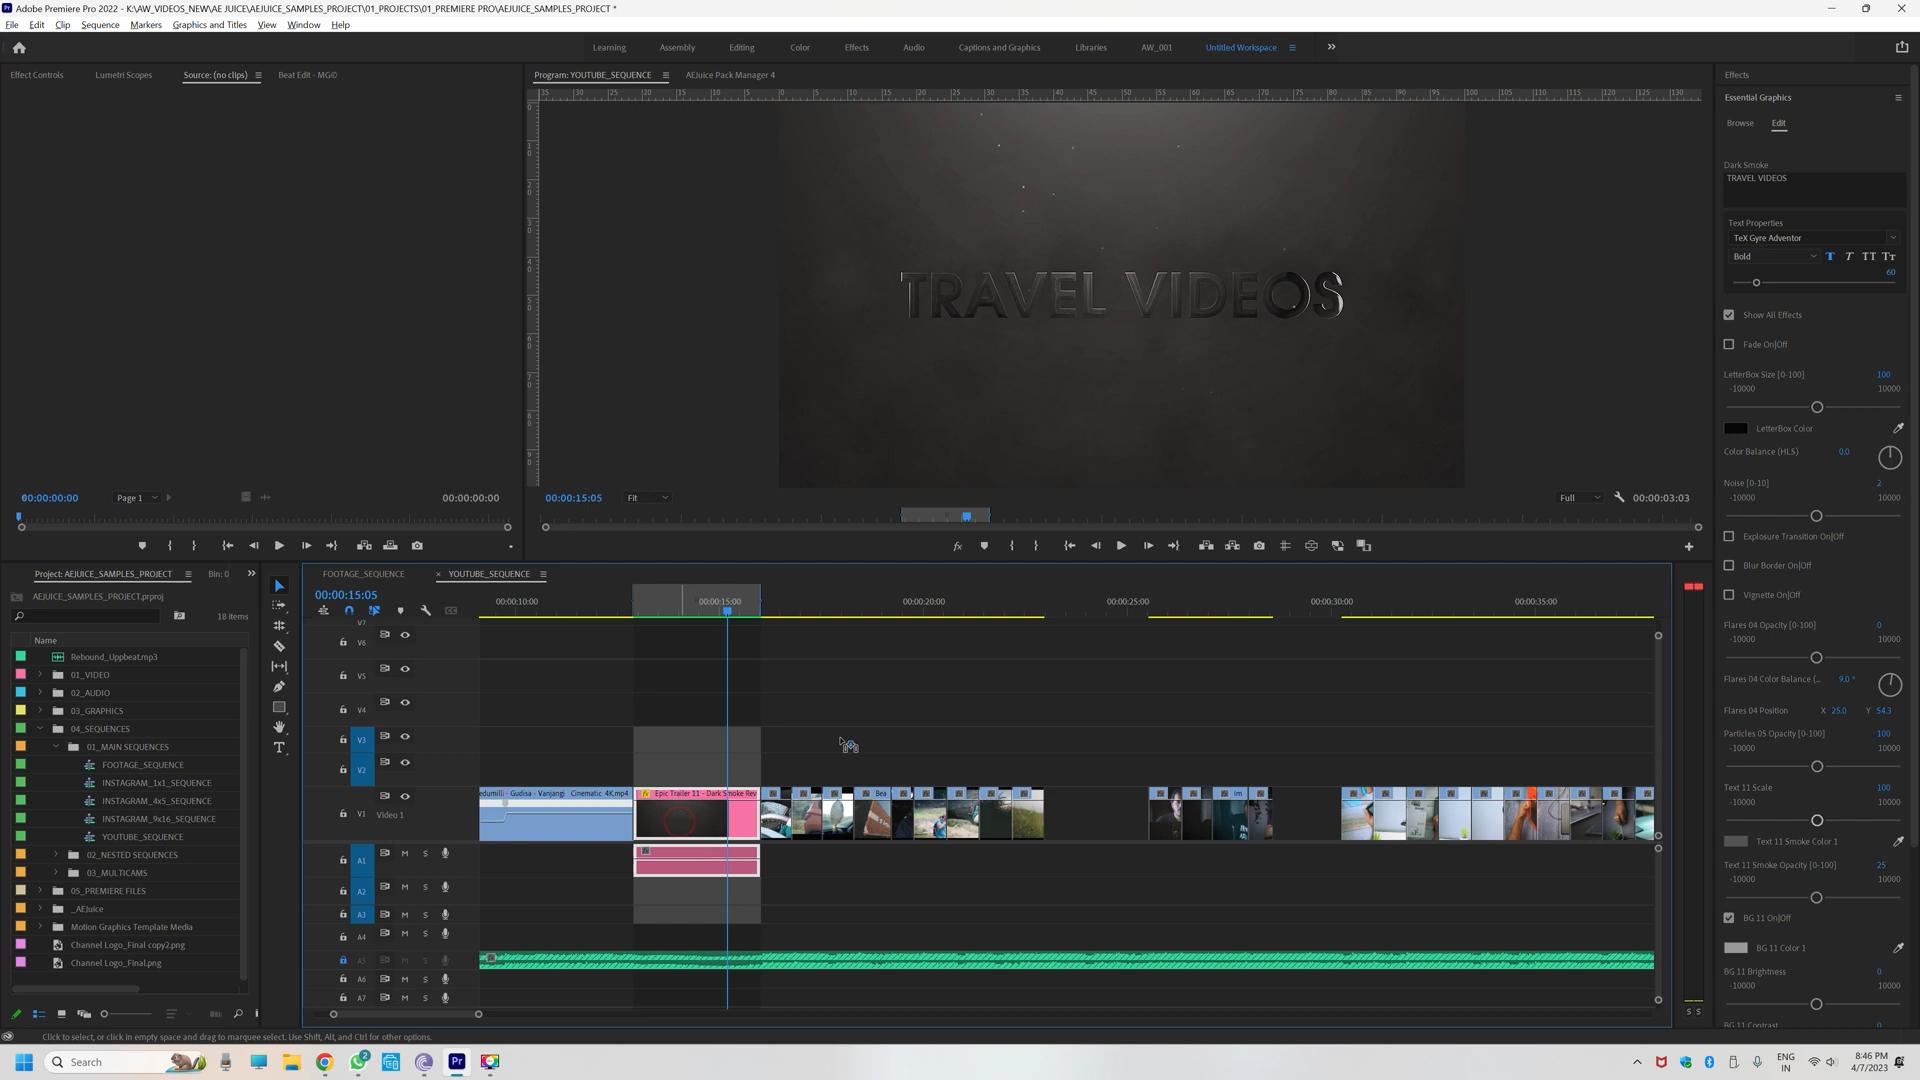 Adobe Premiere Pro 2022 - K:\AW_VIDEOS_NEW\AE JUICE\AEJUICE_SAMPLES_PROJECT\01_PROJECTS\01_PREMIERE PRO\AEJUICE_SAMPLES_PROJECT *
File Edit Clip Sequence Markers Graphics and Titles View Window Help
Learning Assembly Editing Color Effects Audio Captions and Graphics Libraries AW_001 Untitled Workspace
Effect Controls Lumetri Scopes Source: (no clips) Beat Edit - MG©
Program: YOUTUBE_SEQUENCE AEJuice Pack Manager 4
Effects
Essential Graphics
Browse Edit
Dark Smoke
TRAVEL VIDEOS
Text Properties
TeX Gyre Adventor
Bold
60
Show All Effects
Fade On|Off
LetterBox Size [0-100] 100
-10000 10000
LetterBox Color
Color Balance (HLS) 0.0
Noise [0-10] 2
-10000 10000
Explosure Transition On|Off
Blur Border On|Off
Vignette On|Off
Flares 04 Opacity [0-100] 0
-10000 10000
Flares 04 Color Balance (... 9.0 °
Flares 04 Position X 25.0 Y 54.3
Particles 05 Opacity [0-100] 100
-10000 10000
Text 11 Scale 100
-10000 10000
Text 11 Smoke Color 1
Text 11 Smoke Opacity [0-100] 25
-10000 10000
BG 11 On|Off
BG 11 Color 1
BG 11 Brightness 0
-10000 10000
BG 11 Contrast
TRAVEL VIDEOS
00:00:00:00 Page 1 00:00:00:00
00:00:15:05 Fit Full 00:00:03:03
Project: AEJUICE_SAMPLES_PROJECT Bin: 0
AEJUICE_SAMPLES_PROJECT.prproj
18 items
Name
Rebound_Uppbeat.mp3
01_VIDEO
02_AUDIO
03_GRAPHICS
04_SEQUENCES
01_MAIN SEQUENCES
FOOTAGE_SEQUENCE
INSTAGRAM_1x1_SEQUENCE
INSTAGRAM_4x5_SEQUENCE
INSTAGRAM_9x16_SEQUENCE
YOUTUBE_SEQUENCE
02_NESTED SEQUENCES
03_MULTICAMS
05_PREMIERE FILES
_AEJuice
Motion Graphics Template Media
Channel Logo_Final copy2.png
Channel Logo_Final.png
FOOTAGE_SEQUENCE YOUTUBE_SEQUENCE
00:00:15:05
00:00:10:00 00:00:15:00 00:00:20:00 00:00:25:00 00:00:30:00 00:00:35:00
V7
V6
V5
V4
V3
V2
V1 Video 1
edumilli - Gudisa - Vanjangi Cinematic 4K.mp4 Epic Trailer 11 - Dark Smoke Rev Bea Im
A1 M S
A2 M S
A3 M S
A4 M S
A5 M S
A6 M S
A7 M S
S S
Click to select, or click in empty space and drag to marquee select. Use Shift, Alt, and Ctrl for other options.
Search
2
ENG
IN
8:46 PM
4/7/2023